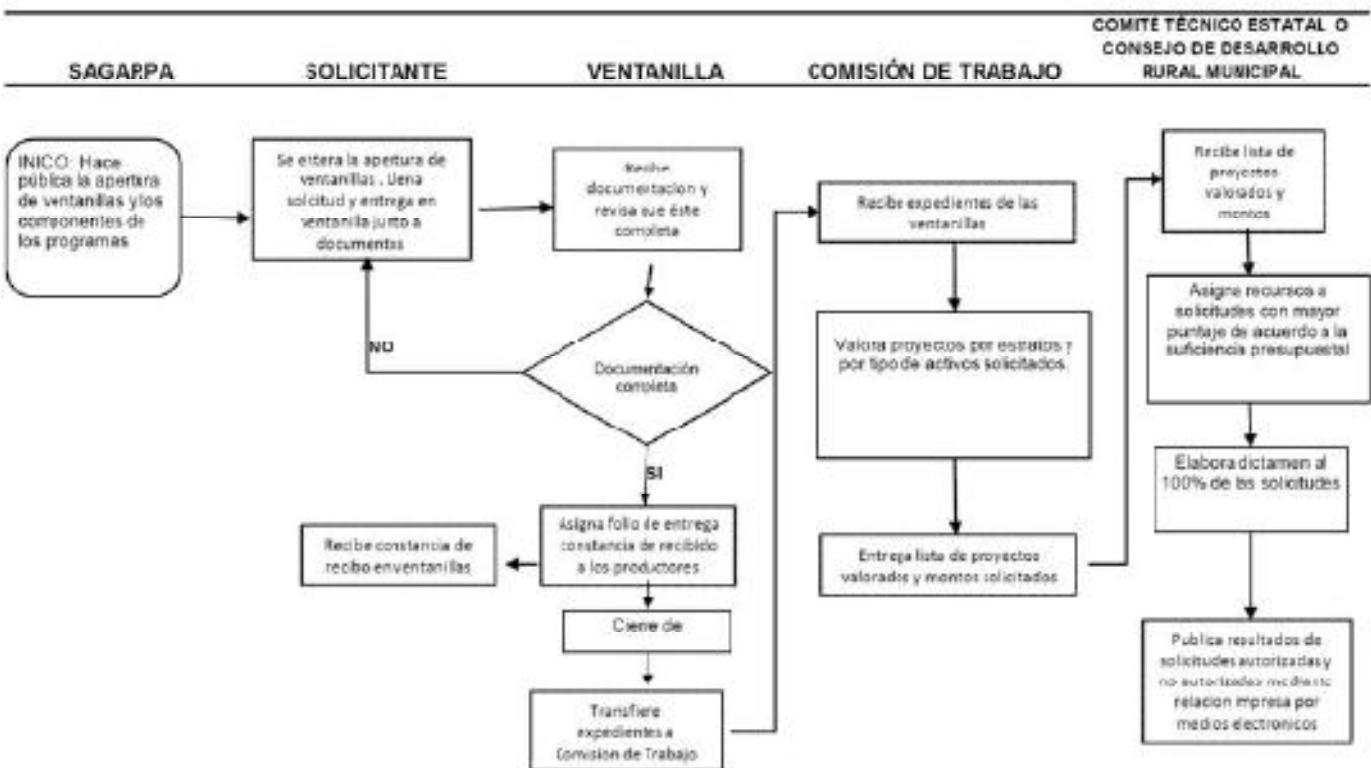 SAGARPA
SOLICITANTE
VENTANILLA
COMISIÓN DE TRABAJO
COMITÉ TÉCNICO ESTATAL O
CONSEJO DE DESARROLLO
RURAL MUNICIPAL
INICO: Hace
pública la apertura
de ventanillas y los
componentes de
los programas
Se entera la apertura de
ventanillas . Llena
solicitud y entrega en
ventanilla junto a
documentos
Recibe
documentacion y
revisa que éste
completa
Documentación
completa
NO
SI
Asigna folio de entrega
constancia de recibido
a los productores
Recibe constancia de
recibo en ventanillas
Cierre de
Transfiere
expedientes a
Comision de Trabajo
Recibe expedientes de las
ventanillas
Valora proyectos por estratos y
por tipo de activos solicitados.
Entrega lista de proyectos
valorados y montos solicitados
Recibe lista de
proyectos
valorados y
montos
Asigna recursos a
solicitudes con mayor
puntaje de acuerdo a la
suficiencia presupuestal
Elabora dictamen al
100% de las solicitudes
Publica resultados de
solicitudes autorizadas y
no autorizadas mediante
relacion impresa por
medios electronicos